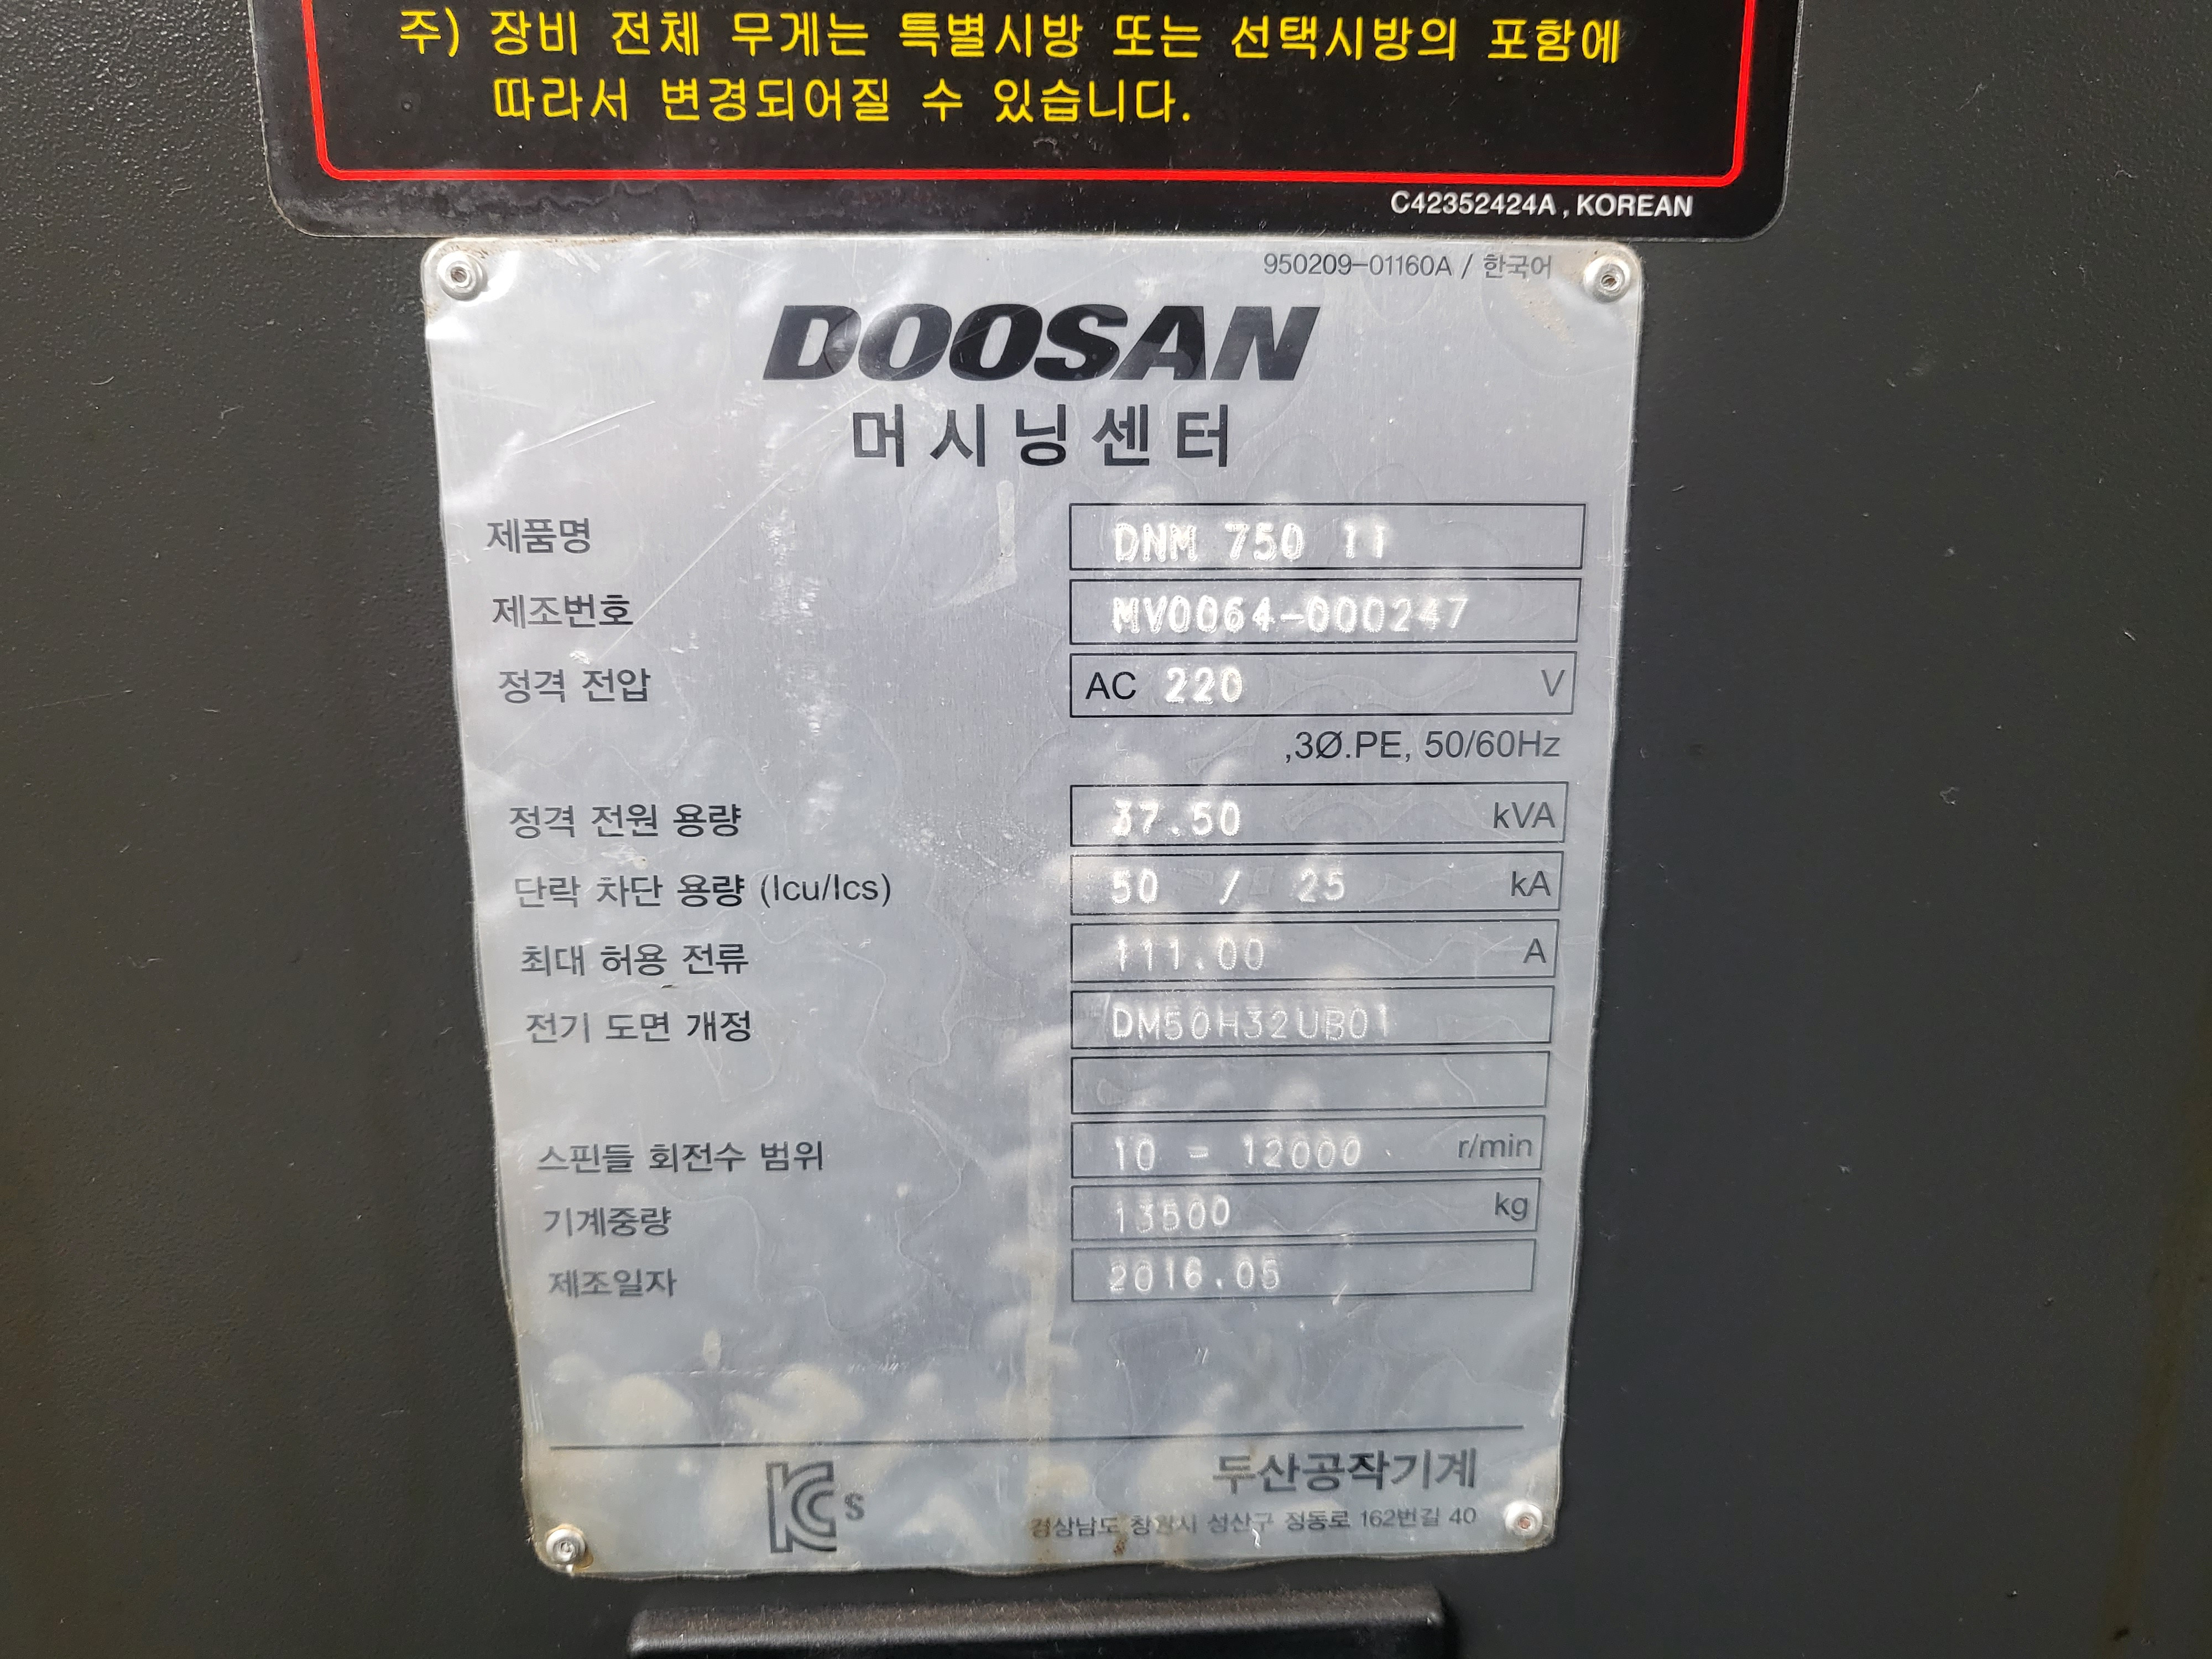 주) 장비 전체 무게는 특별시방 또는 선택시방의 포함에
따라서 변경되어질 수 있습니다.
C42352424A , KOREAN
950209-01160A / 한국어
DOOSAN
머시닝센터
제품명 DNM 750 II
제조번호 MV0064-000247
정격 전압 AC 220 V
,3Ø.PE, 50/60Hz
정격 전원 용량 37.50 kVA
단락 차단 용량 (Icu/Ics) 50 / 25 kA
최대 허용 전류 111.00 A
전기 도면 개정 DM50H32UB01
스핀들 회전수 범위 10 - 12000 r/min
기계중량 13500 kg
제조일자 2016.05
두산공작기계
KCs
경상남도 창원시 성산구 정동로 162번길 40